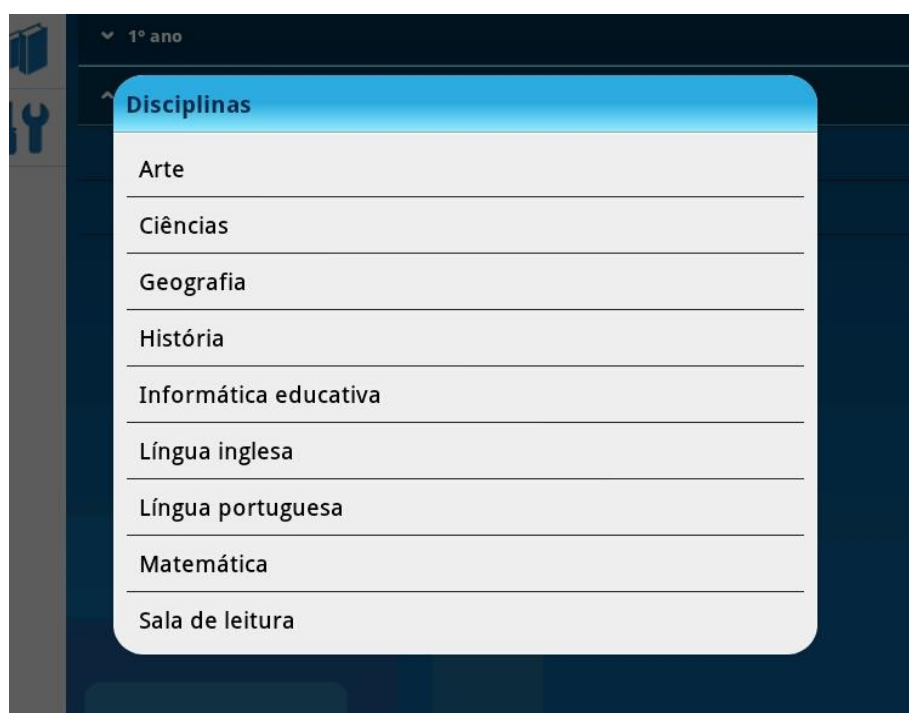 1º ano
Disciplinas
Arte
Ciências
Geografia
História
Informática educativa
Língua inglesa
Língua portuguesa
Matemática
Sala de leitura